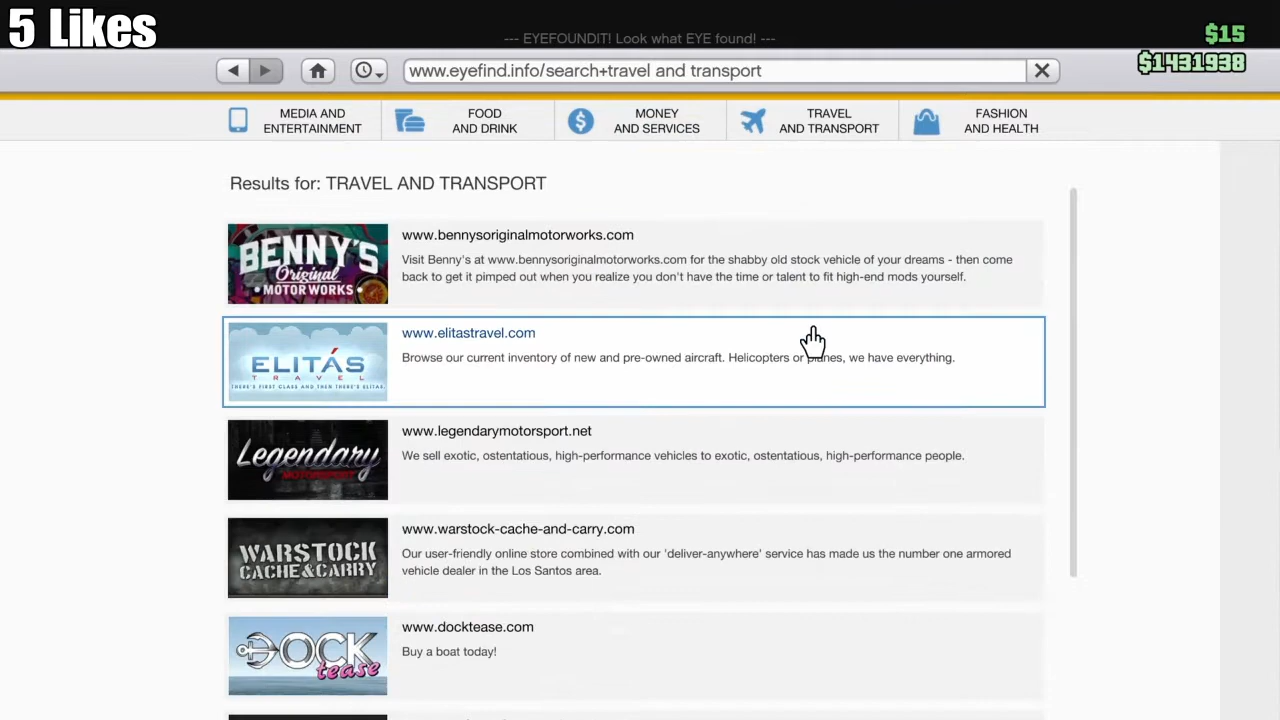 5 Likes
--- EYEFOUNDIT! Look what EYE found! ---
$15
$1431938
www.eyefind.info/search+travel and transport
MEDIA AND
ENTERTAINMENT
FOOD
AND DRINK
MONEY
AND SERVICES
TRAVEL
AND TRANSPORT
FASHION
AND HEALTH
Results for: TRAVEL AND TRANSPORT
BENNY'S
Original
• MOTOR WORKS •
www.bennysoriginalmotorworks.com
Visit Benny's at www.bennysoriginalmotorworks.com for the shabby old stock vehicle of your dreams - then come
back to get it pimped out when you realize you don't have the time or talent to fit high-end mods yourself.
ELITÁS
TRAVEL
THERE'S FIRST CLASS AND THEN THERE'S ELITAS.
www.elitastravel.com
Browse our current inventory of new and pre-owned aircraft. Helicopters or planes, we have everything.
Legendary
MOTORSPORT
www.legendarymotorsport.net
We sell exotic, ostentatious, high-performance vehicles to exotic, ostentatious, high-performance people.
WARSTOCK
CACHE&CARRY
www.warstock-cache-and-carry.com
Our user-friendly online store combined with our 'deliver-anywhere' service has made us the number one armored
vehicle dealer in the Los Santos area.
DOCK
tease
www.docktease.com
Buy a boat today!